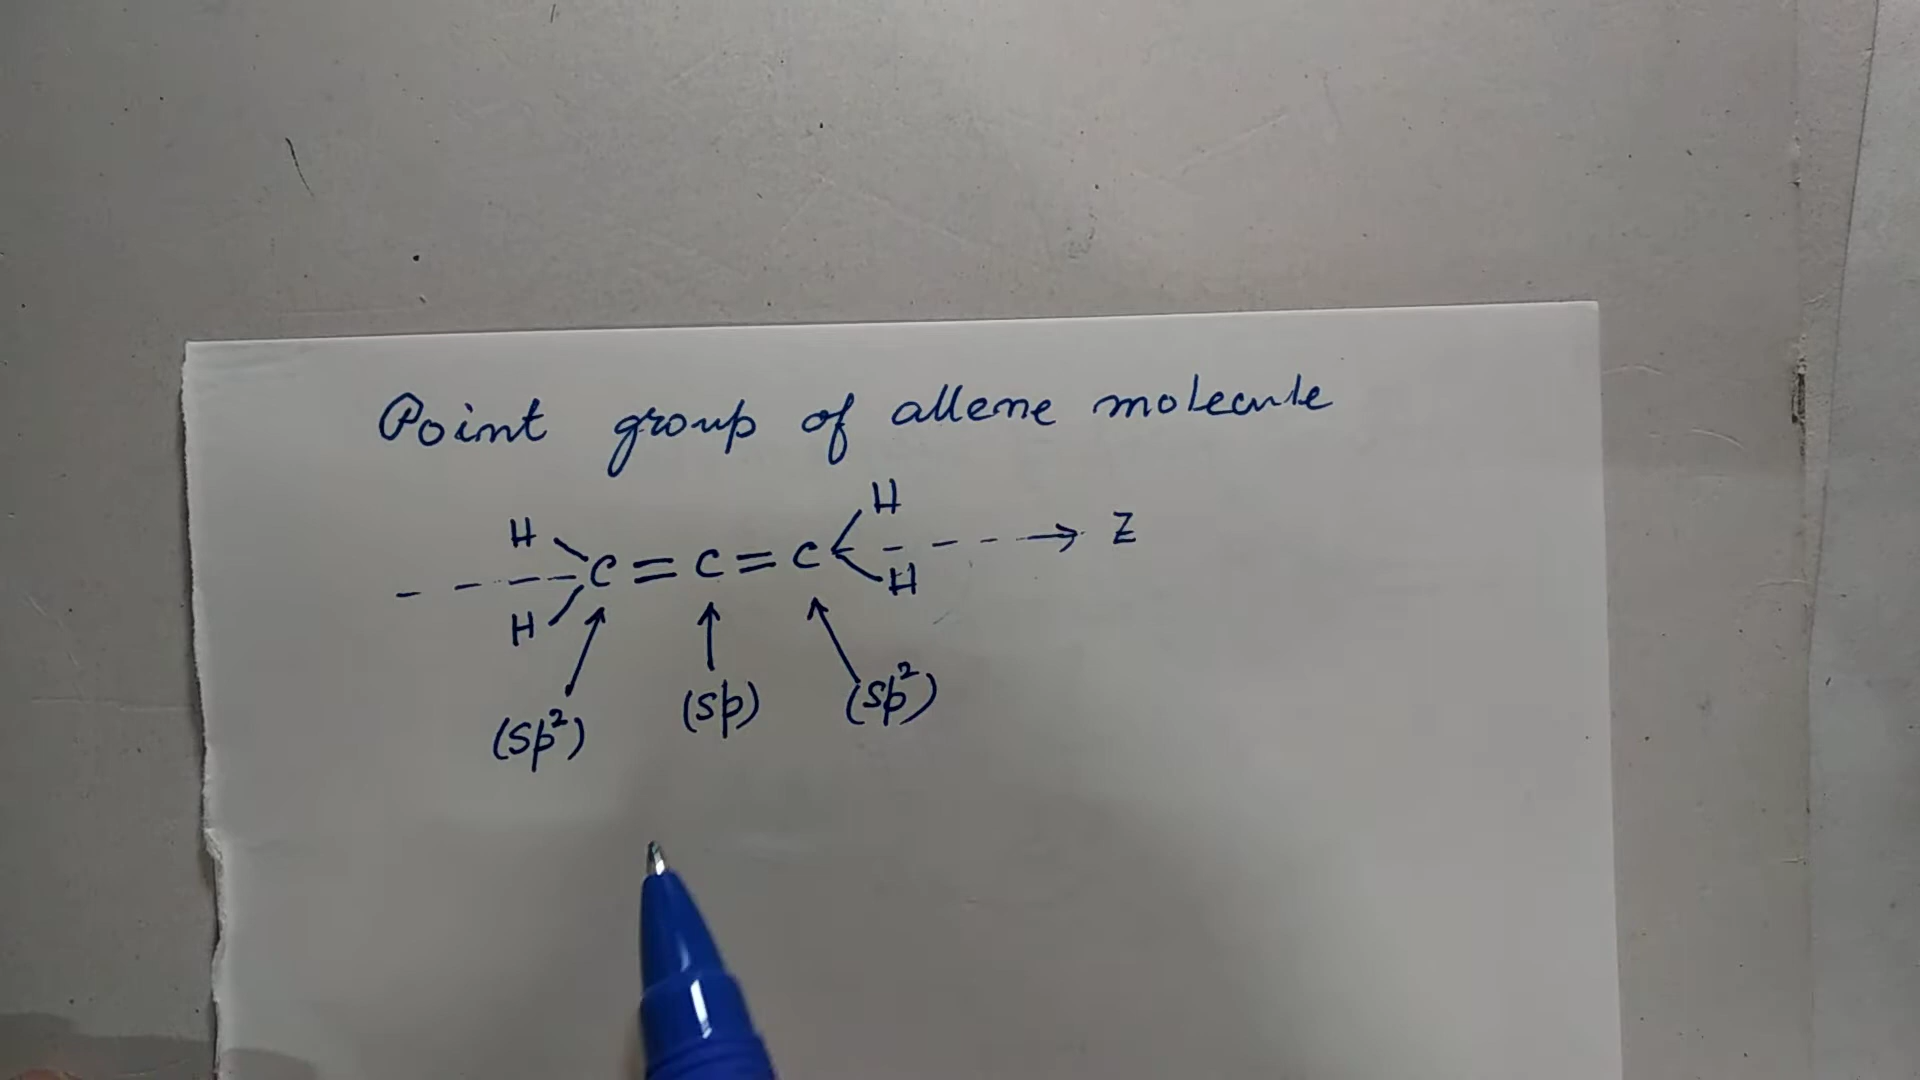 Point group of allene molecule
H H
C = C = C Z
H H
(sp²) (sp) (sp²)